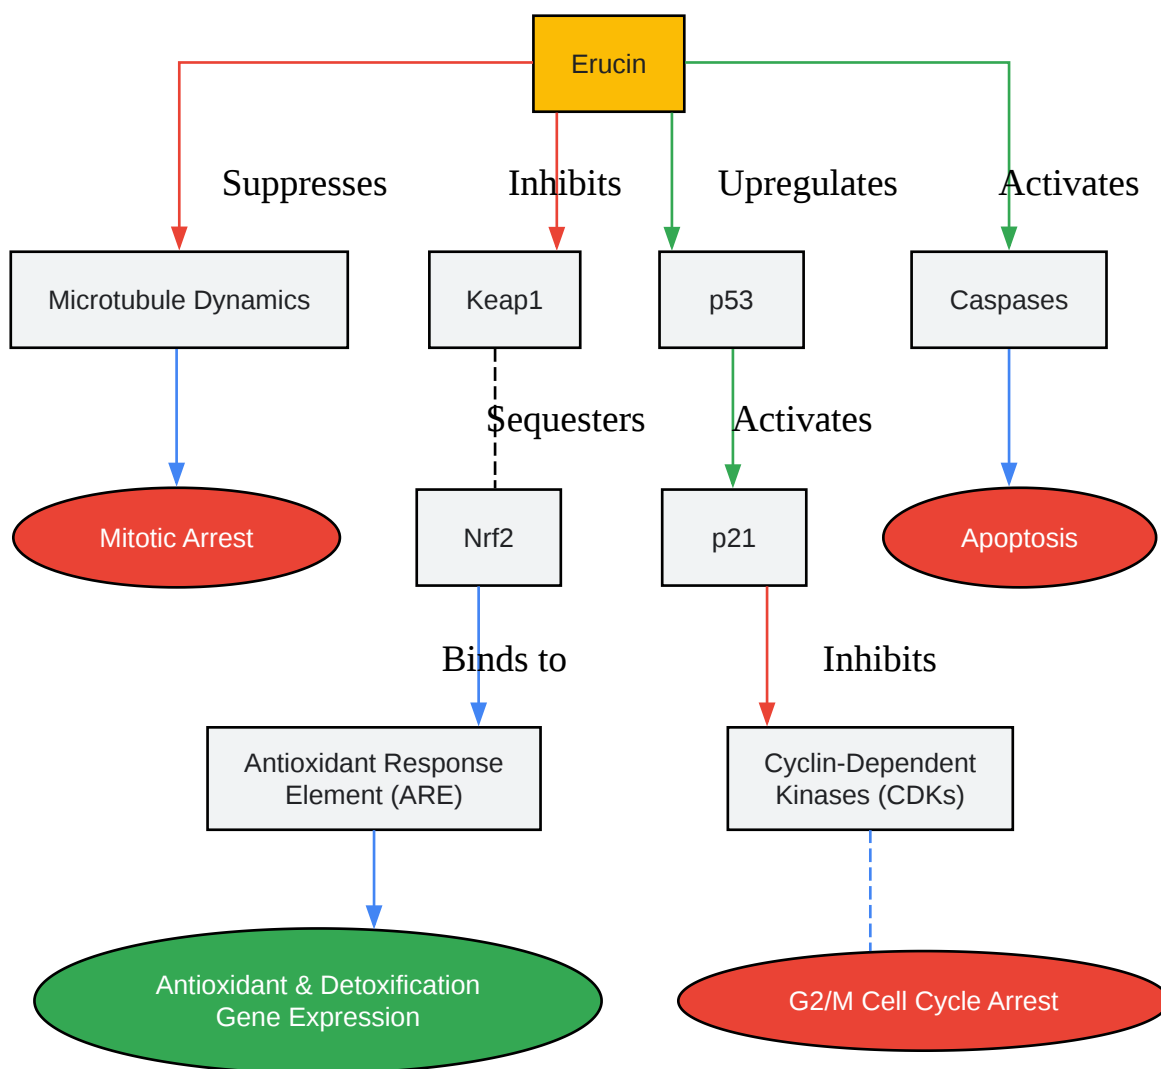 Erucin
Suppresses
Inhibits
Upregulates
Activates
Microtubule Dynamics
Keap1
p53
Caspases
Sequesters
Activates
Mitotic Arrest
Nrf2
p21
Apoptosis
Binds to
Inhibits
Antioxidant Response
Element (ARE)
Cyclin-Dependent
Kinases (CDKs)
Antioxidant & Detoxification
Gene Expression
G2/M Cell Cycle Arrest